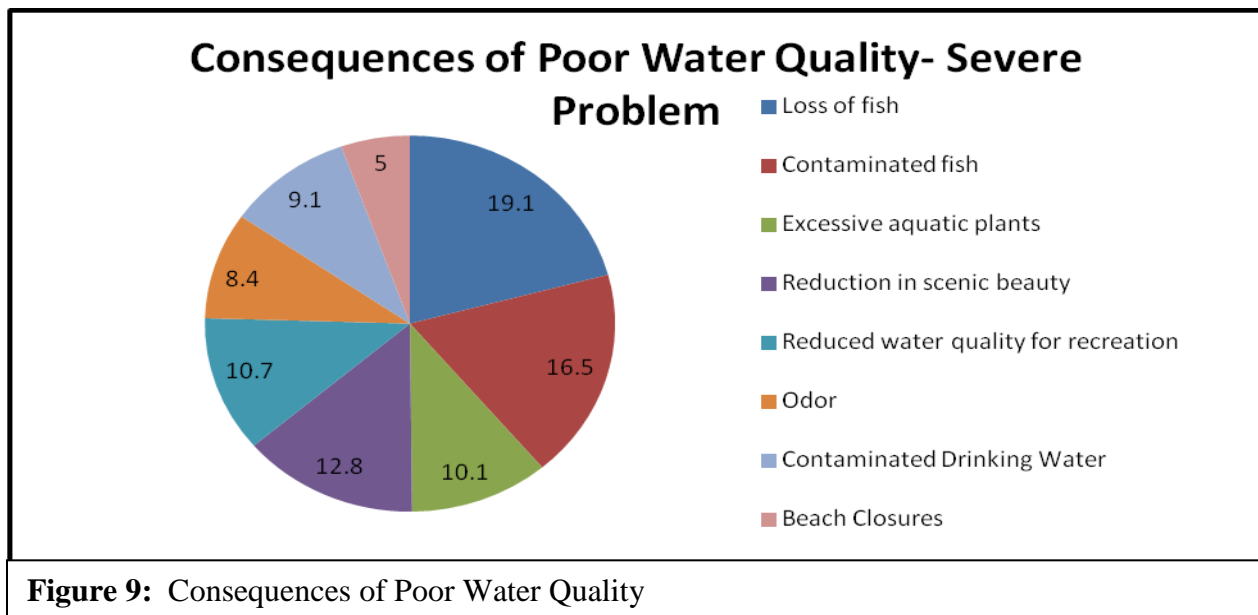 Consequences of Poor Water Quality- Severe
Problem
Loss of fish
Contaminated fish
Excessive aquatic plants
Reduction in scenic beauty
Reduced water quality for recreation
Odor
Contaminated Drinking Water
Beach Closures
5
19.1
9.1
8.4
16.5
10.7
12.8
10.1
Figure 9:  Consequences of Poor Water Quality